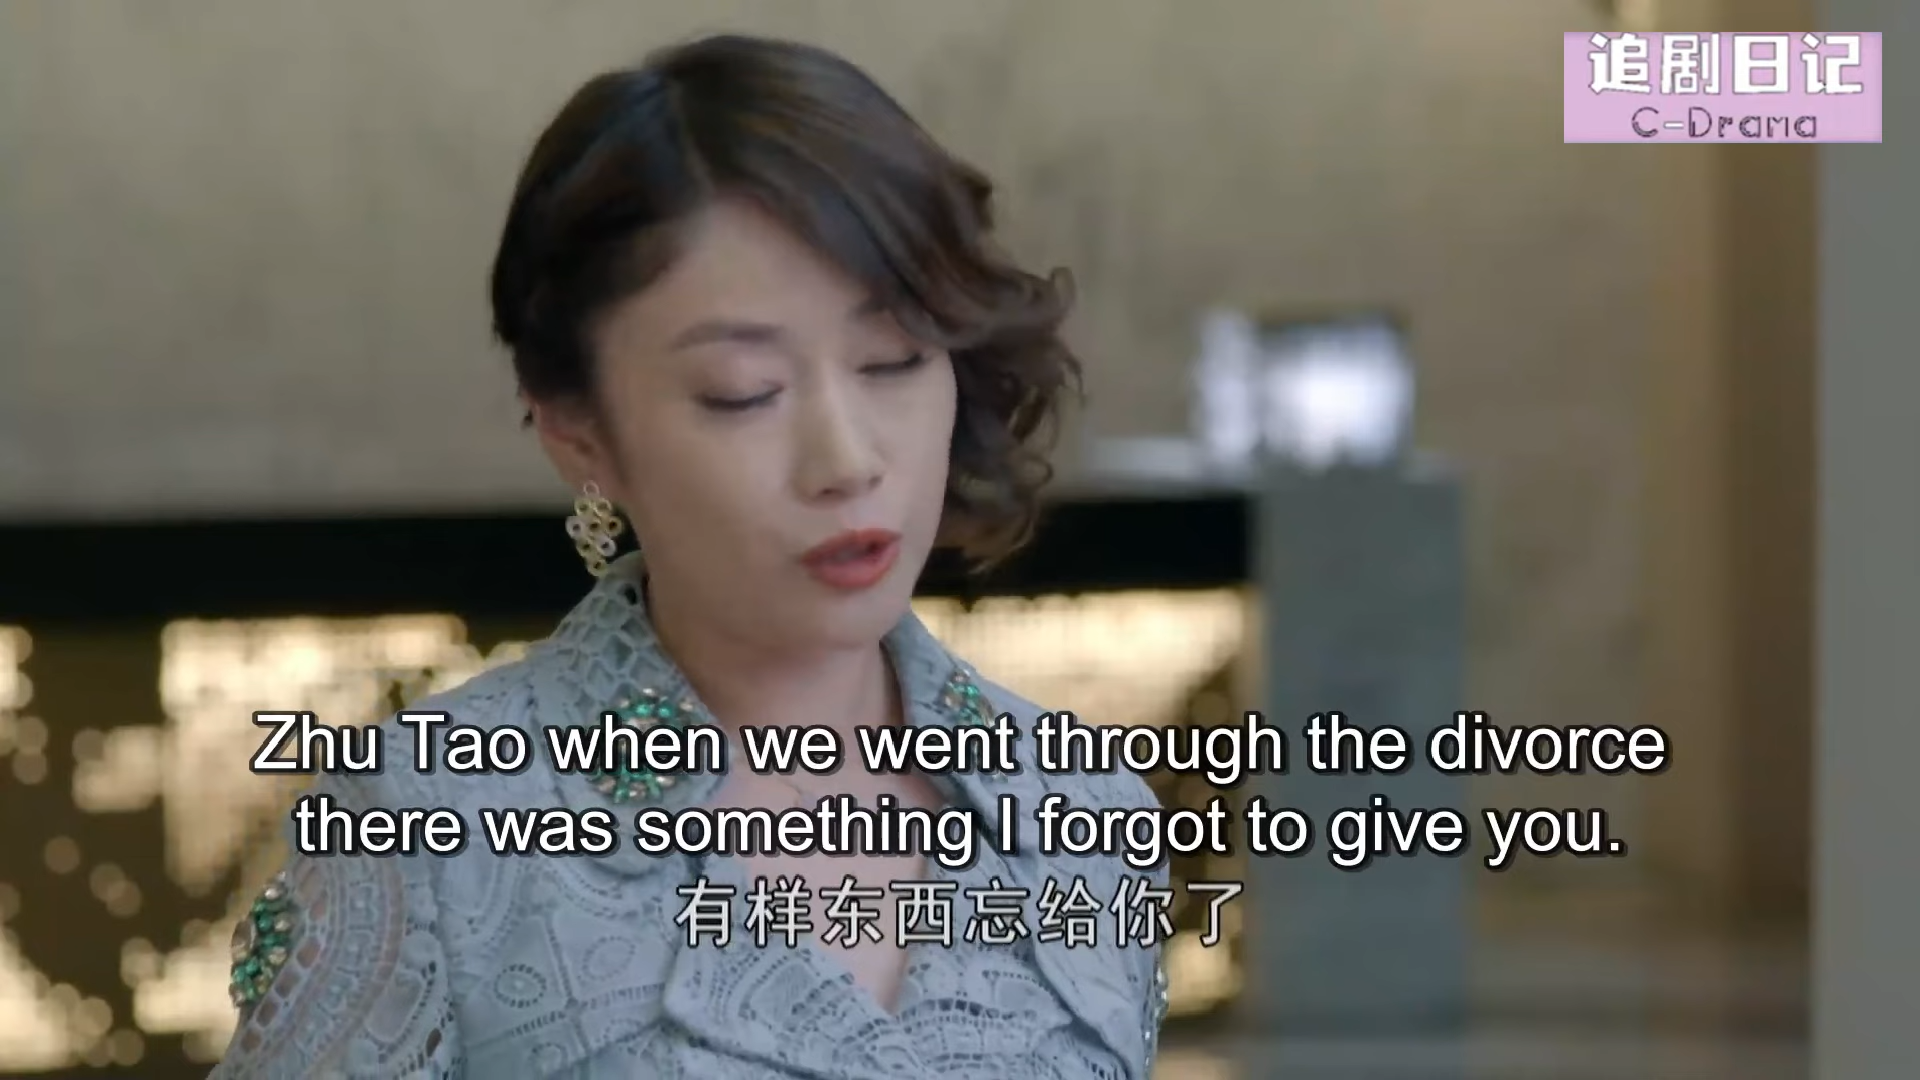 追剧日记
C-Drama
Zhu Tao when we went through the divorce
there was something I forgot to give you.
有样东西忘给你了